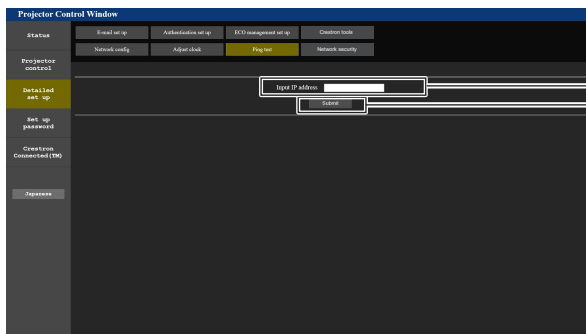 Projector Control Window
Status
E-mail set up
Authentication set up
ECO management set up
Crestron tools
Network config
Adjust clock
Ping test
Network security
Projector
control
Detailed
set up
Set up
password
Crestron
Connected(TM)
Japanese
Input IP address
Submit